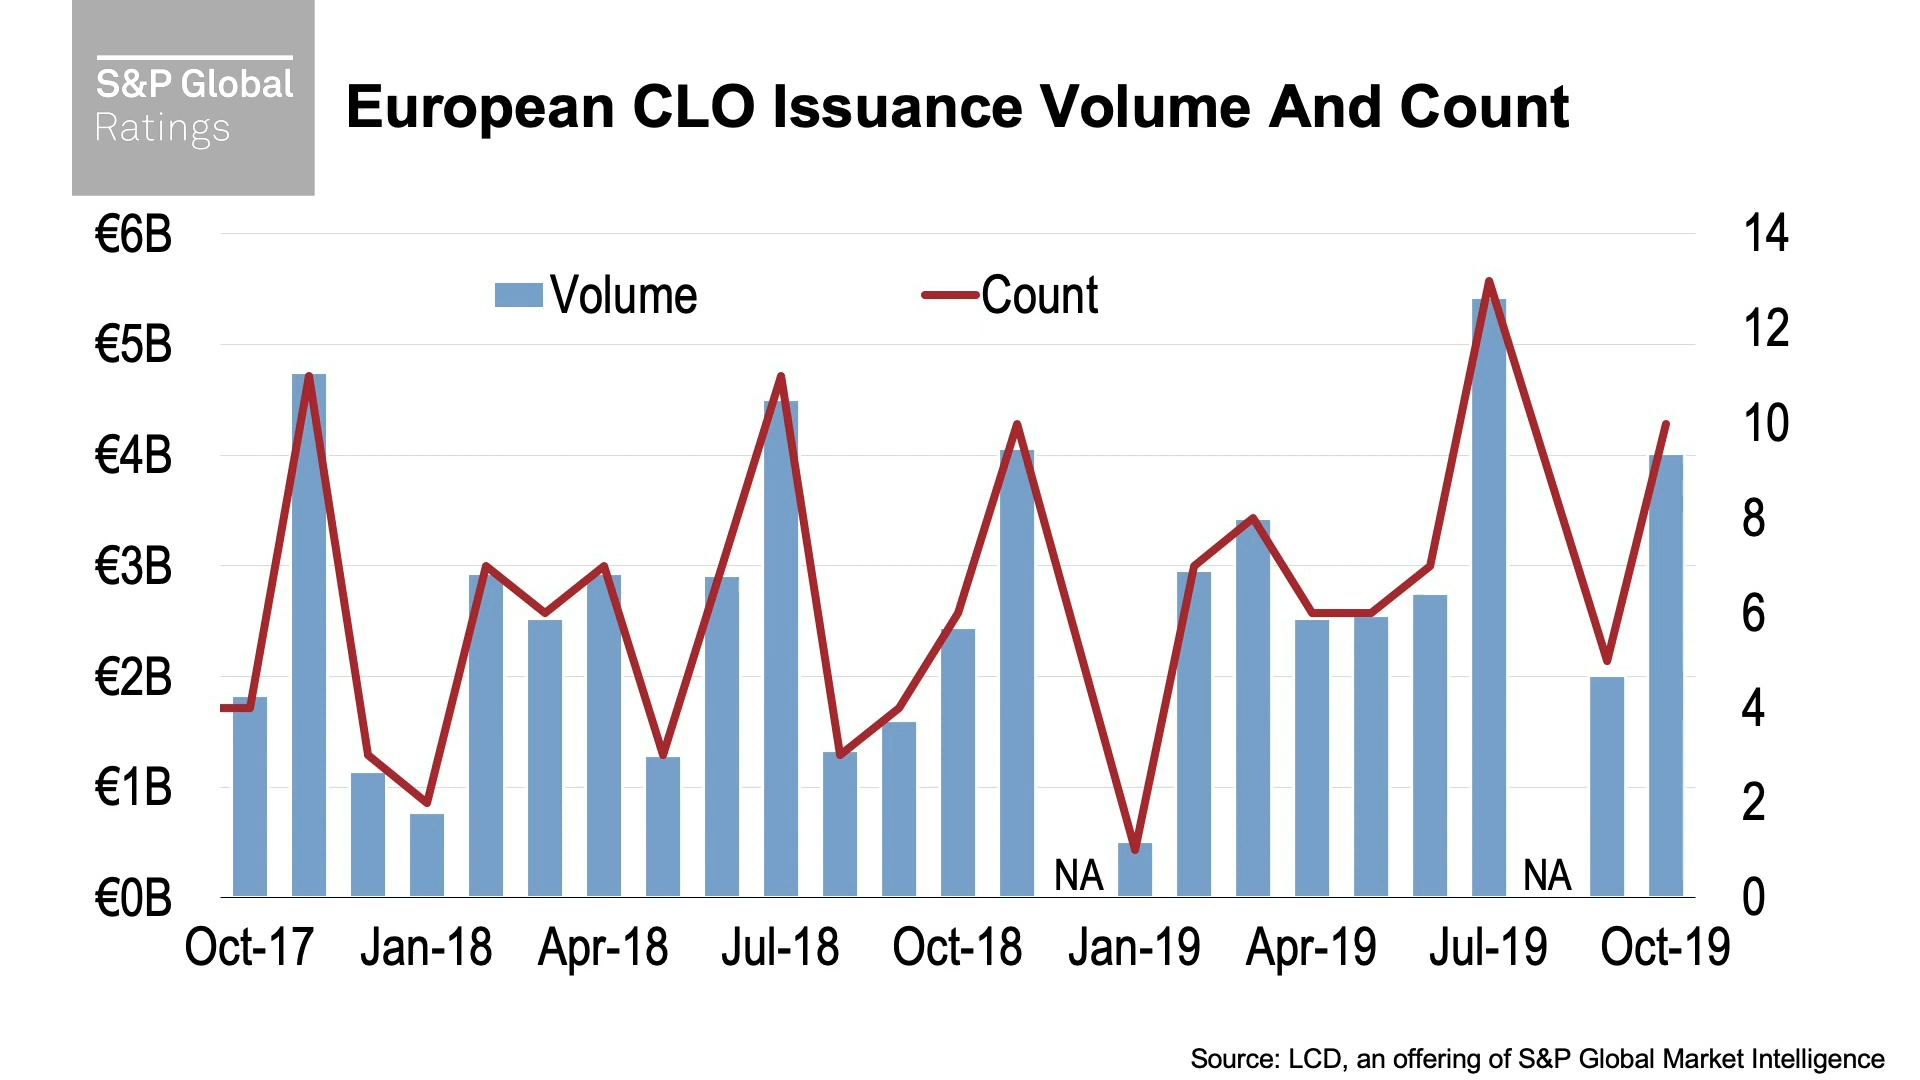 S&P Global
Ratings
European CLO Issuance Volume And Count
€6B
€5B
€4B
€3B
€2B
€1B
€0B
Volume
Count
14
12
10
8
6
4
2
0
NA
NA
Oct-17
Jan-18
Apr-18
Jul-18
Oct-18
Jan-19
Apr-19
Jul-19
Oct-19
Source: LCD, an offering of S&P Global Market Intelligence